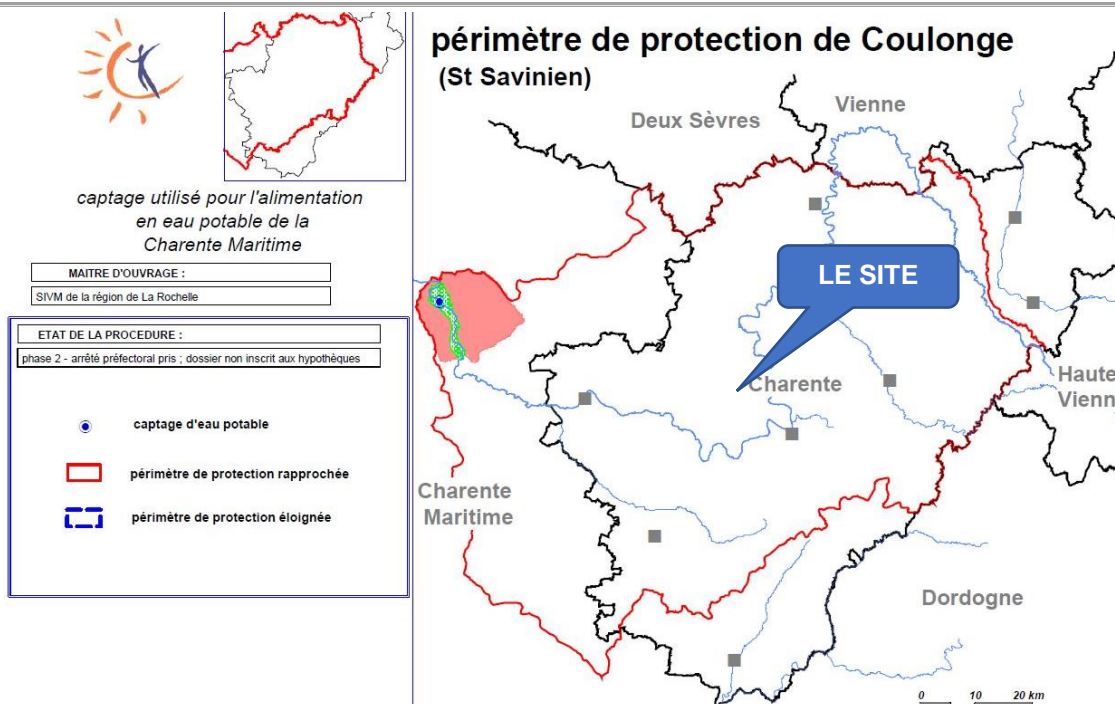 périmètre de protection de Coulonge
(St Savinien)
captage utilisé pour l'alimentation
en eau potable de la
Charente Maritime
MAITRE D'OUVRAGE :
SIVM de la région de La Rochelle
ETAT DE LA PROCEDURE :
phase 2 - arrêté préfectoral pris ; dossier non inscrit aux hypothèques
captage d'eau potable
périmètre de protection rapprochée
périmètre de protection éloignée
Vienne
Deux Sèvres
LE SITE
Charente
Haute
Vienn
Charente
Maritime
Dordogne
0 10 20 km